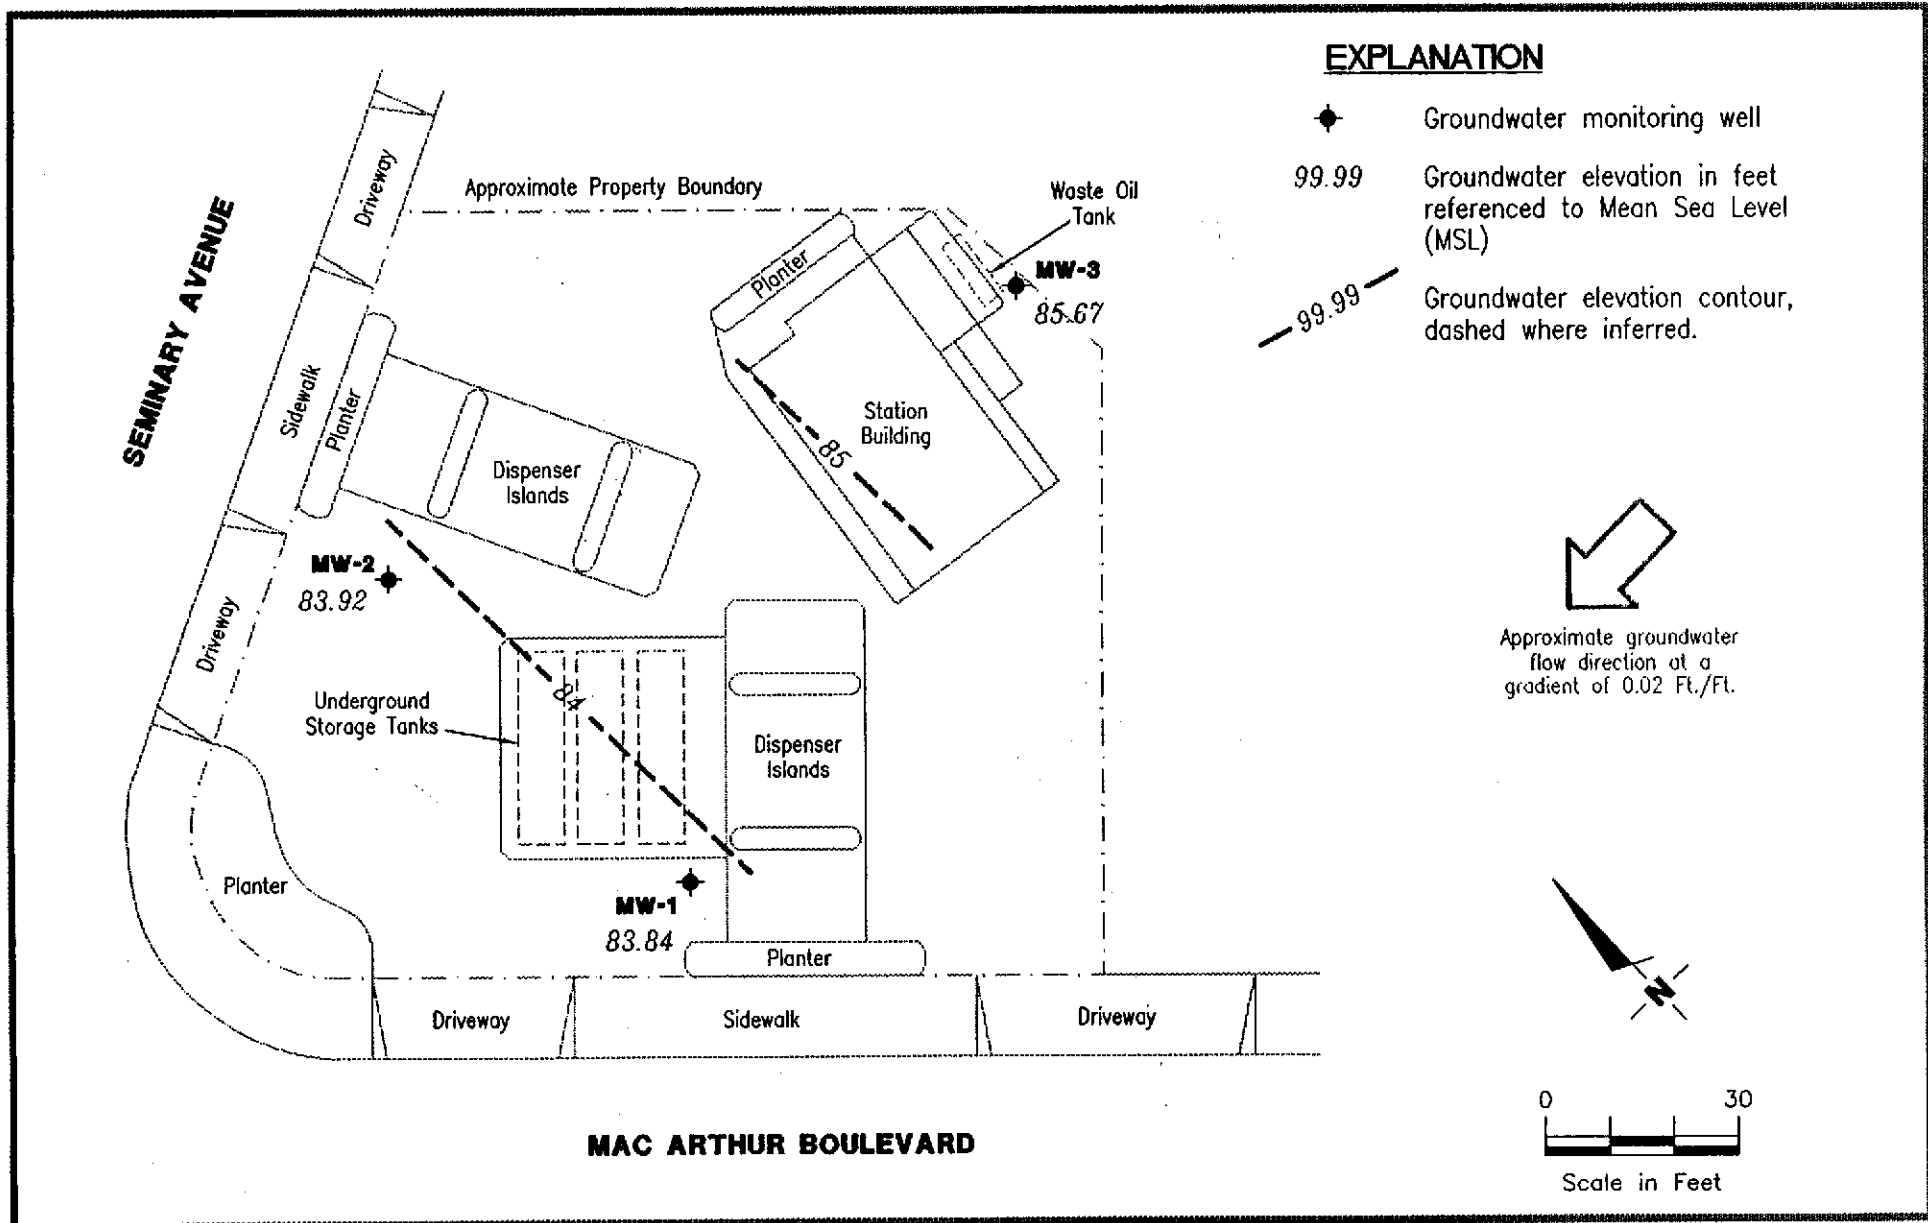 EXPLANATION
Groundwater monitoring well
99.99
Groundwater elevation in feet
referenced to Mean Sea Level
(MSL)
99.99
Groundwater elevation contour,
dashed where inferred.
Driveway
Approximate Property Boundary
Waste Oil
Tank
SEMINARY AVENUE
Planter
MW-3
85.67
Sidewalk
Planter
Station
Building
85
Dispenser
Islands
MW-2
83.92
Driveway
Approximate groundwater
flow direction at a
gradient of 0.02 Ft./Ft.
Underground
Storage Tanks
84
Dispenser
Islands
Planter
MW-1
83.84
Planter
N
Driveway
Sidewalk
Driveway
MAC ARTHUR BOULEVARD
0 30
Scale in Feet